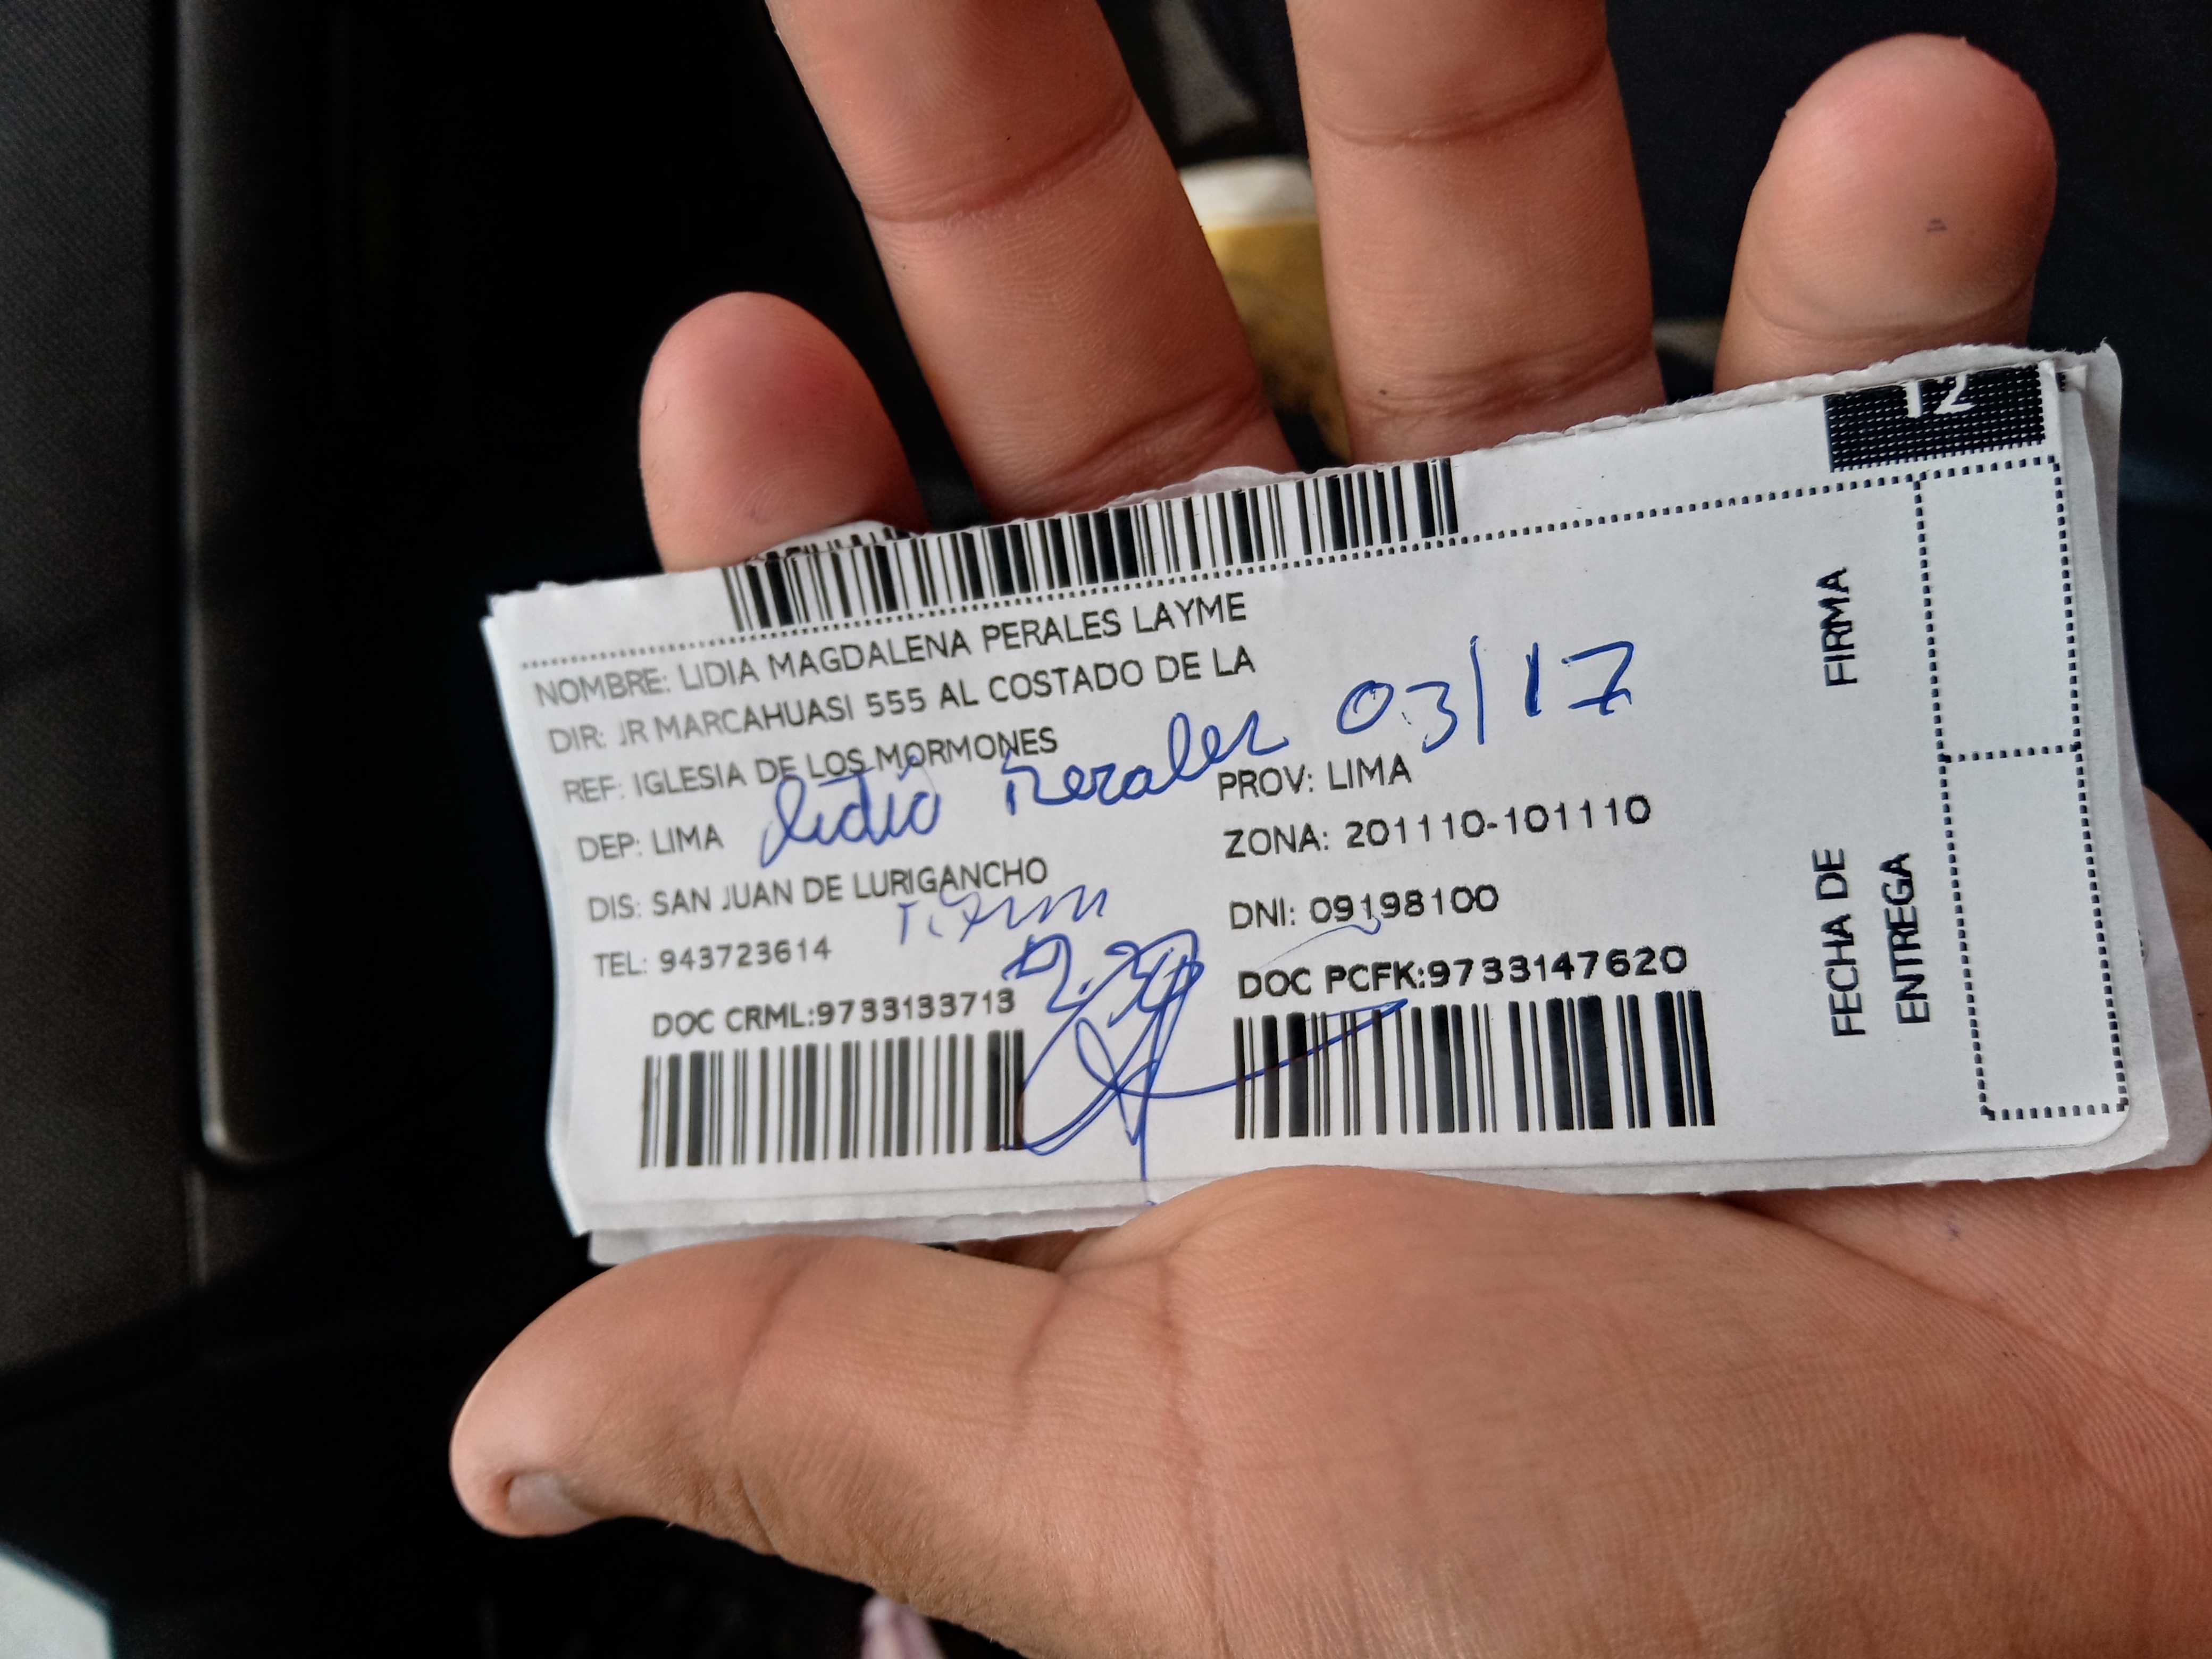 12
NOMBRE: LIDIA MAGDALENA PERALES LAYME
DIR: JR MARCAHUASI 555 AL COSTADO DE LA
REF: IGLESIA DE LOS MORMONES
Lidia Perales 03/17
DEP: LIMA PROV: LIMA
DIS: SAN JUAN DE LURIGANCHO ZONA: 201110-101110
TEL: 943723614 DNI: 09198100
DOC CRML:9733133713 DOC PCFK:9733147620
FIRMA
FECHA DE
ENTREGA